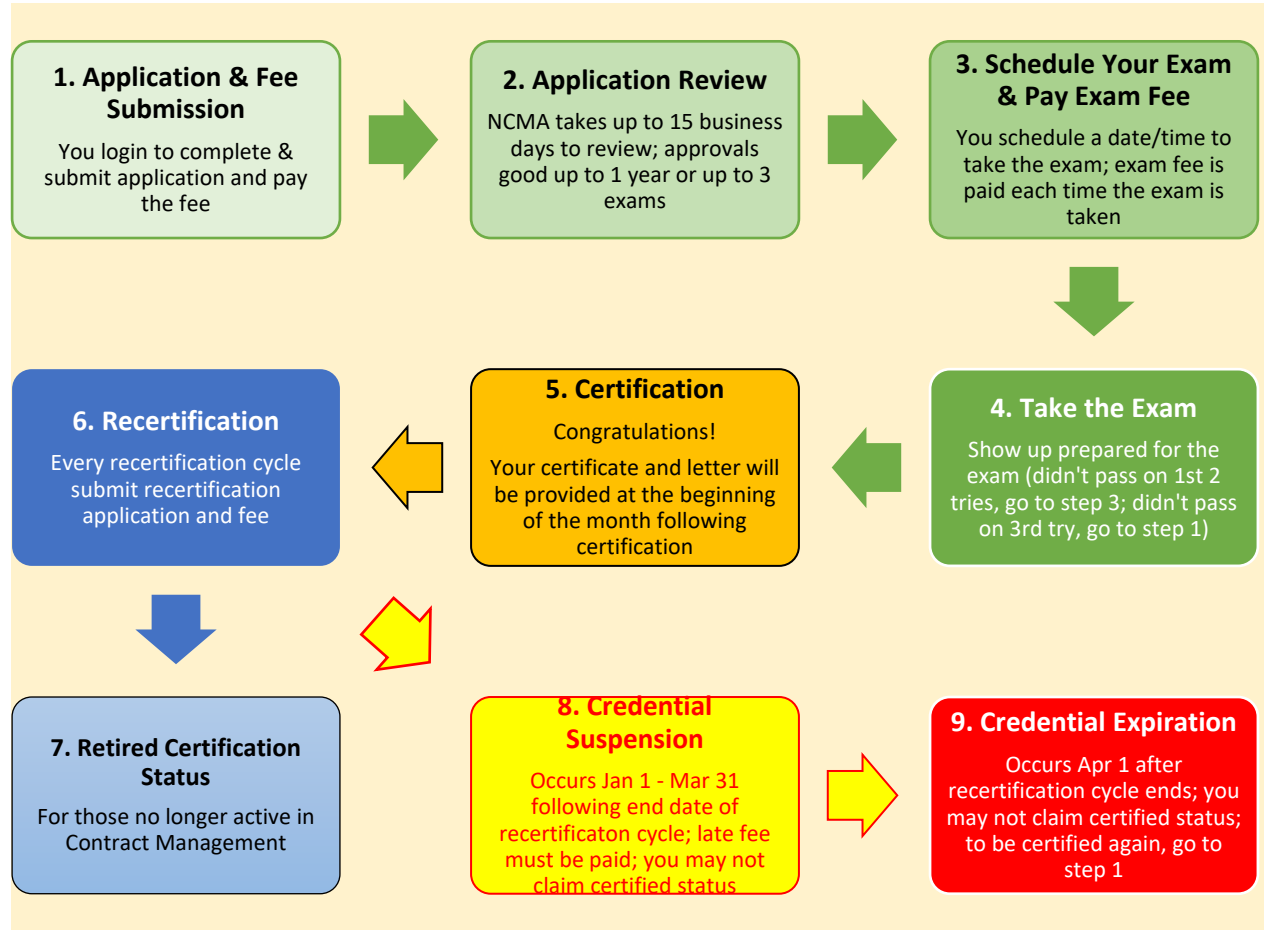 1. Application & Fee
Submission
You login to complete &
submit application and pay
the fee
2. Application Review
NCMA takes up to 15 business
days to review; approvals
good up to 1 year or up to 3
exams
3. Schedule Your Exam
& Pay Exam Fee
You schedule a date/time to
take the exam; exam fee is
paid each time the exam is
taken
4. Take the Exam
Show up prepared for the
exam (didn't pass on 1st 2
tries, go to step 3; didn't pass
on 3rd try, go to step 1)
5. Certification
Congratulations!
Your certificate and letter will
be provided at the beginning
of the month following
certification
6. Recertification
Every recertification cycle
submit recertification
application and fee
7. Retired Certification
Status
For those no longer active in
Contract Management
8. Credential
Suspension
Occurs Jan 1 - Mar 31
following end date of
recertificaton cycle; late fee
must be paid; you may not
claim certified status
9. Credential Expiration
Occurs Apr 1 after
recertification cycle ends; you
may not claim certified status;
to be certified again, go to
step 1